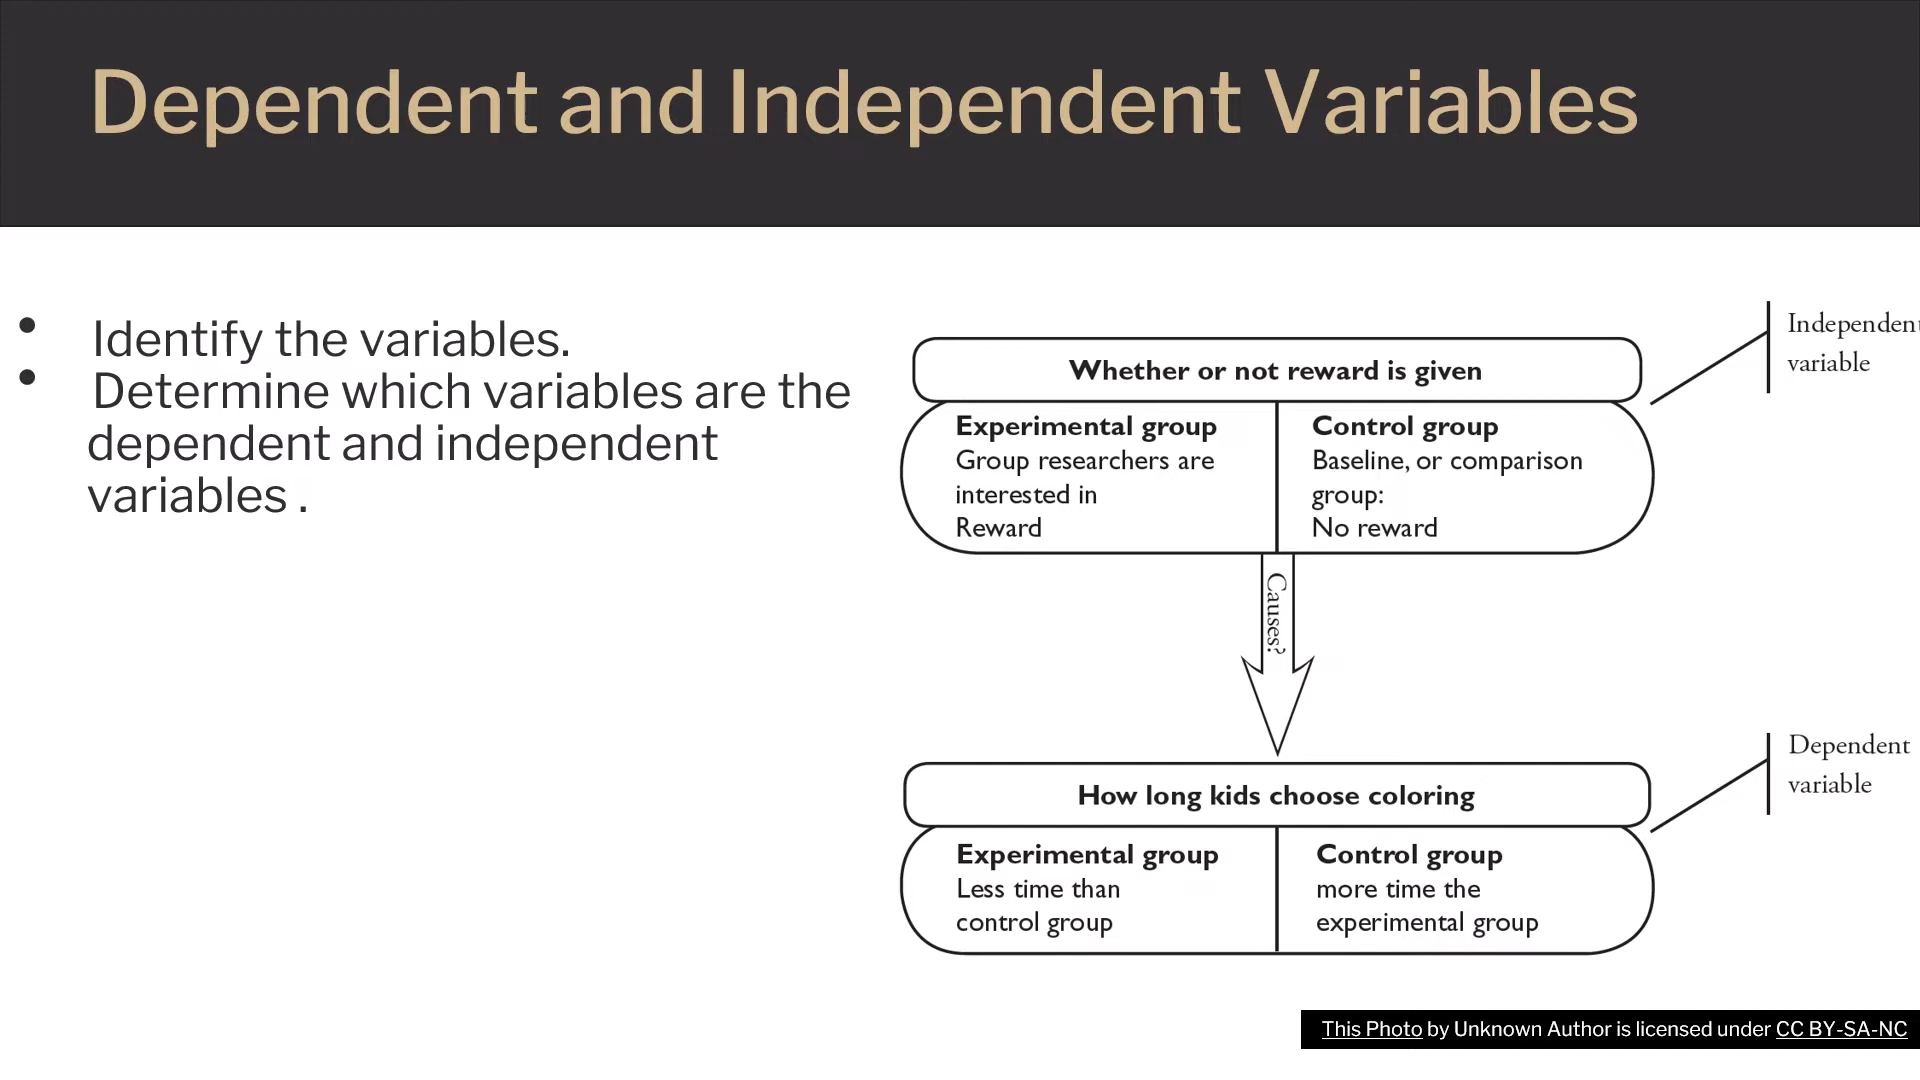 Dependent and Independent Variables
• Identify the variables.
• Determine which variables are the
dependent and independent
variables .
Independent
variable
Whether or not reward is given
Experimental group
Group researchers are
interested in
Reward
Control group
Baseline, or comparison
group:
No reward
Causes?
Dependent
variable
How long kids choose coloring
Experimental group
Less time than
control group
Control group
more time the
experimental group
This Photo by Unknown Author is licensed under CC BY-SA-NC